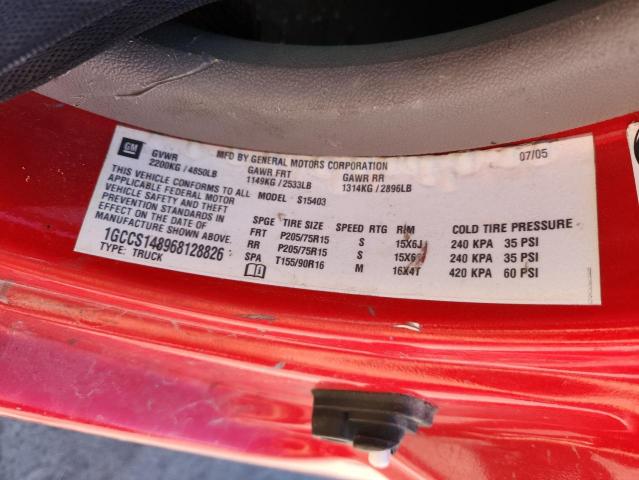 GM
MFD BY GENERAL MOTORS CORPORATION 07/05
GVWR GAWR FRT GAWR RR
2200KG / 4850LB 1149KG / 2533LB 1314KG / 2896LB
THIS VEHICLE CONFORMS TO ALL MODEL S15403
APPLICABLE FEDERAL MOTOR
VEHICLE SAFETY AND THEFT
PREVENTION STANDARDS IN
EFFECT ON THE DATE OF
MANUFACTURE SHOWN ABOVE.
1GCCS148968128826
TYPE: TRUCK
SPGE TIRE SIZE SPEED RTG RIM COLD TIRE PRESSURE
FRT P205/75R15 S 15X6J 240 KPA 35 PSI
RR P205/75R15 S 15X6 240 KPA 35 PSI
SPA T155/90R16 M 16X4T 420 KPA 60 PSI